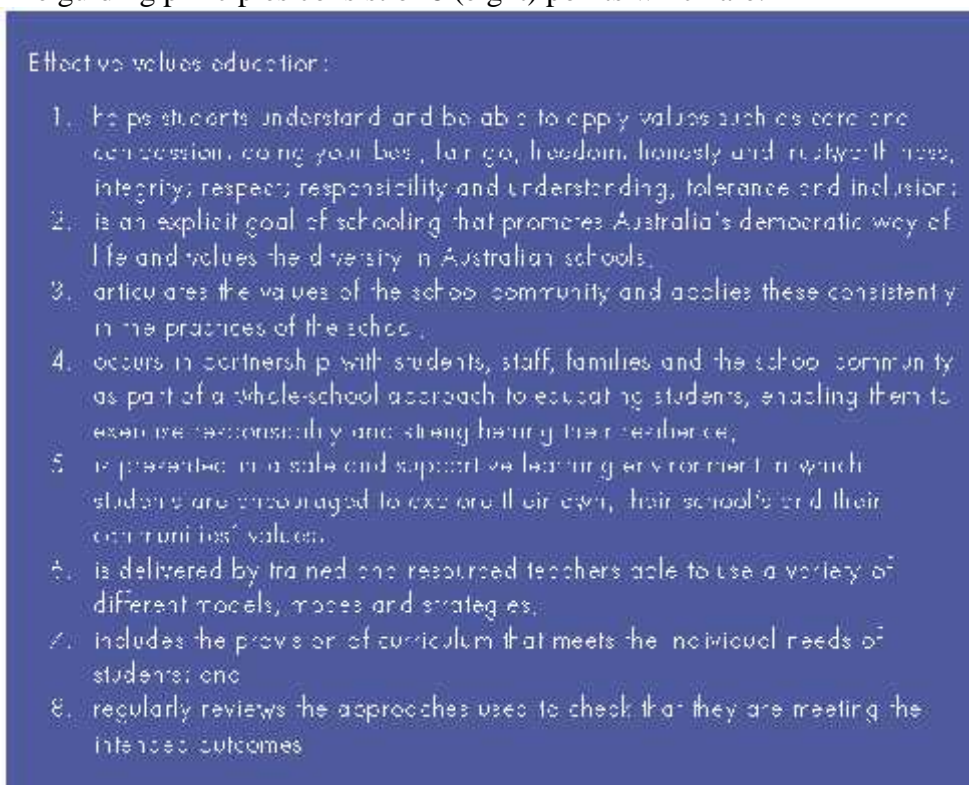 Effective values education:
1. helps students understand and be able to apply values such as care and
compassion, doing your best, fair go, freedom, honesty and trustworthiness,
integrity; respect; responsibility and understanding, tolerance and inclusion;
2. is an explicit goal of schooling that promotes Australia's democratic way of
life and values the diversity in Australian schools;
3. articulates the values of the school community and applies these consistently
in the practices of the school;
4. occurs in partnership with students, staff, families and the school community
as part of a whole-school approach to educating students, enabling them to
exercise responsibility and strengthening their resilience;
5. is presented in a safe and supportive learning environment in which
students are encouraged to explore their own, their school's and their
communities' values;
6. is delivered by trained and resourced teachers able to use a variety of
different models, modes and strategies;
7. includes the provision of curriculum that meets the individual needs of
students; and
8. regularly reviews the approaches used to check that they are meeting the
intended outcomes